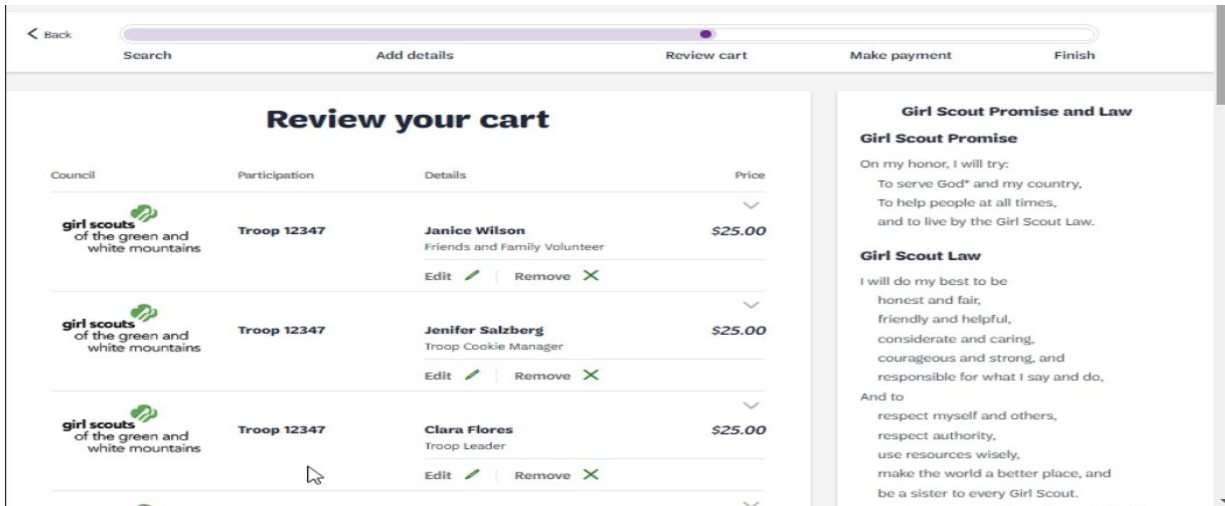 Back
Search Add details Review cart Make payment Finish
Review your cart
Council Participation Details Price
girl scouts
of the green and
white mountains
Troop 12347
Janice Wilson
Friends and Family Volunteer
$25.00
Edit Remove
girl scouts
of the green and
white mountains
Troop 12347
Jenifer Salzberg
Troop Cookie Manager
$25.00
Edit Remove
girl scouts
of the green and
white mountains
Troop 12347
Clara Flores
Troop Leader
$25.00
Edit Remove
Girl Scout Promise and Law
Girl Scout Promise
On my honor, I will try:
To serve God* and my country,
To help people at all times,
and to live by the Girl Scout Law.
Girl Scout Law
I will do my best to be
honest and fair,
friendly and helpful,
considerate and caring,
courageous and strong, and
responsible for what I say and do,
And to
respect myself and others,
respect authority,
use resources wisely,
make the world a better place, and
be a sister to every Girl Scout.